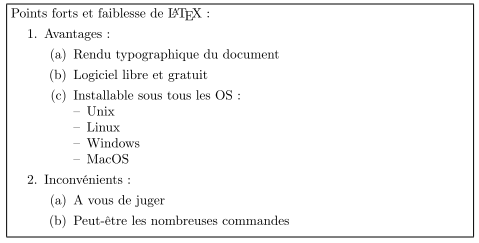 Points forts et faiblesse de LATEX :
1. Avantages :
(a) Rendu typographique du document
(b) Logiciel libre et gratuit
(c) Installable sous tous les OS :
– Unix
– Linux
– Windows
– MacOS
2. Inconvénients :
(a) A vous de juger
(b) Peut-être les nombreuses commandes